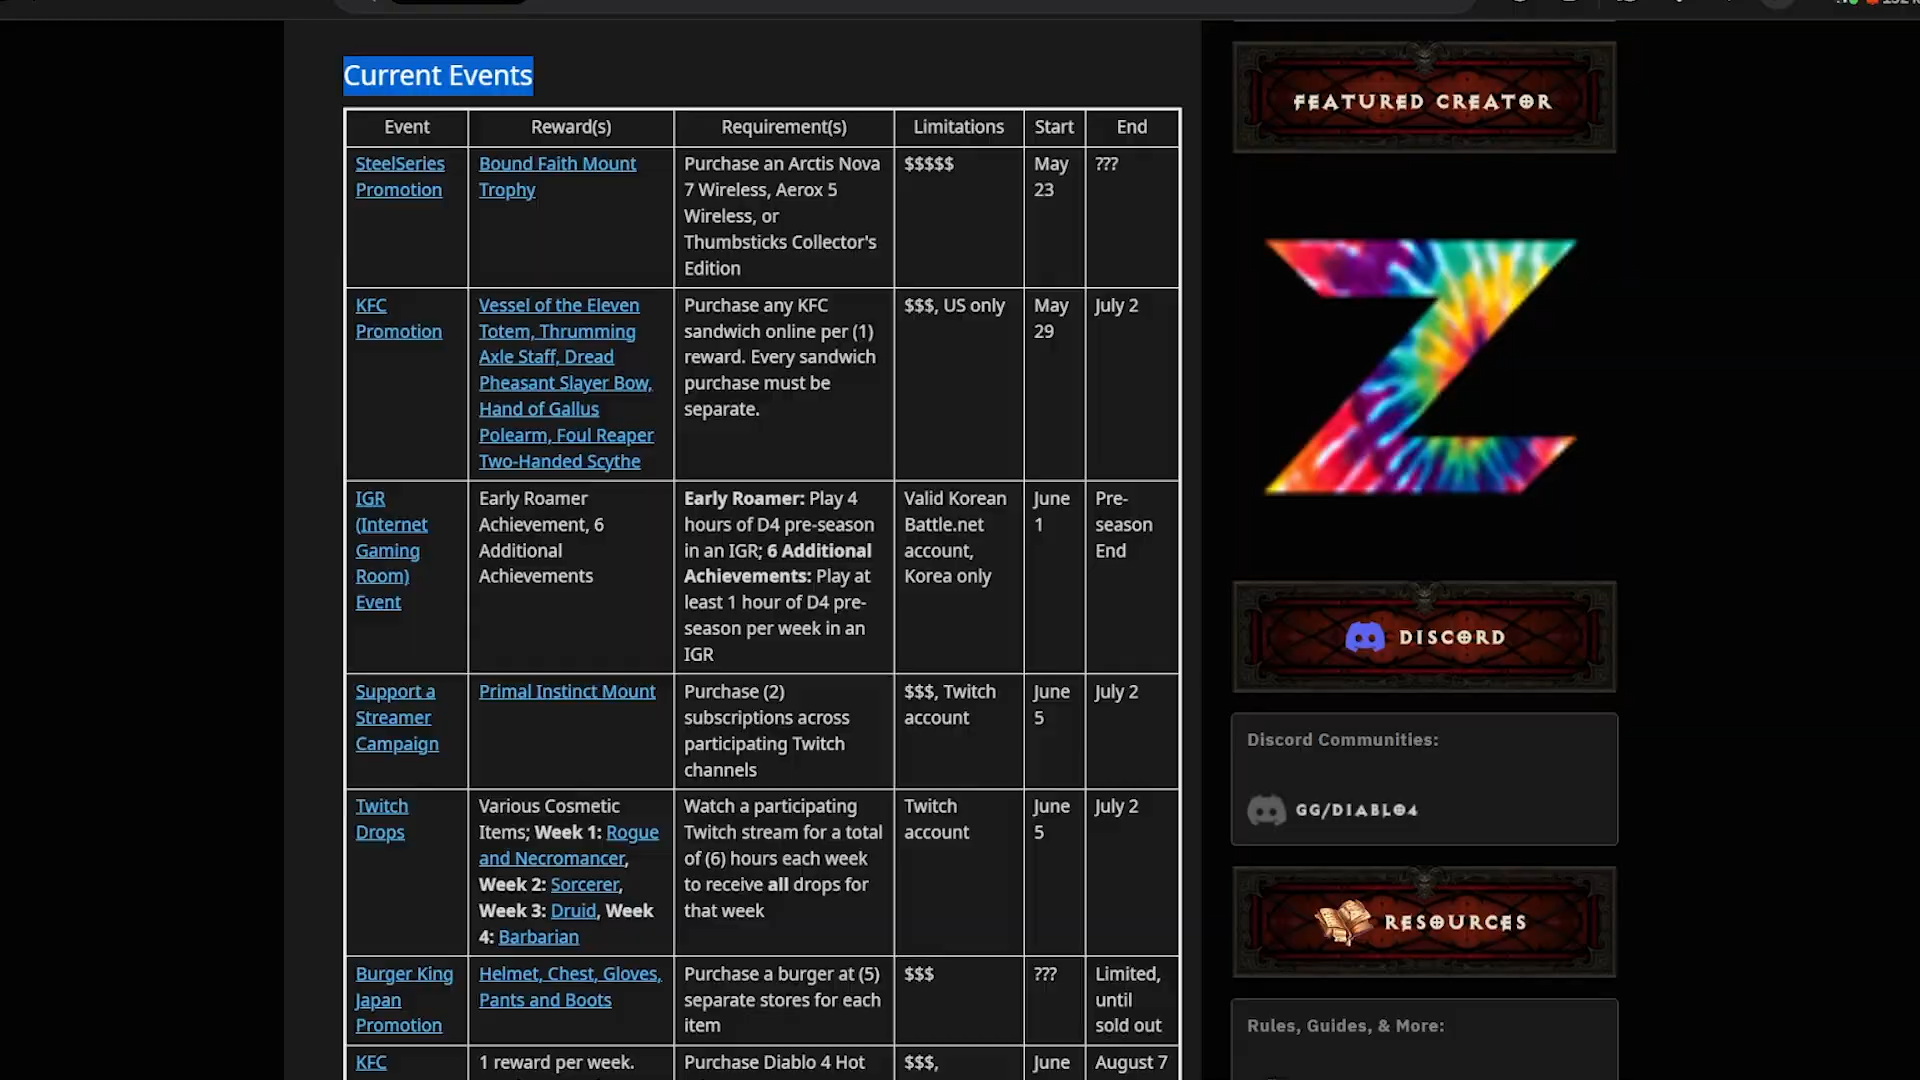 Current Events
Event Reward(s) Requirement(s) Limitations Start End
SteelSeries
Promotion
Bound Faith Mount
Trophy
Purchase an Arctis Nova
7 Wireless, Aerox 5
Wireless, or
Thumbsticks Collector's
Edition
$$$$$
May
23
???
KFC
Promotion
Vessel of the Eleven
Totem, Thrumming
Axle Staff, Dread
Pheasant Slayer Bow,
Hand of Gallus
Polearm, Foul Reaper
Two-Handed Scythe
Purchase any KFC
sandwich online per (1)
reward. Every sandwich
purchase must be
separate.
$$$, US only
May
29
July 2
IGR
(Internet
Gaming
Room)
Event
Early Roamer
Achievement, 6
Additional
Achievements
Early Roamer: Play 4
hours of D4 pre-season
in an IGR; 6 Additional
Achievements: Play at
least 1 hour of D4 pre-
season per week in an
IGR
Valid Korean
Battle.net
account,
Korea only
June
1
Pre-
season
End
Support a
Streamer
Campaign
Primal Instinct Mount
Purchase (2)
subscriptions across
participating Twitch
channels
$$$, Twitch
account
June
5
July 2
Twitch
Drops
Various Cosmetic
Items; Week 1: Rogue
and Necromancer,
Week 2: Sorcerer,
Week 3: Druid, Week
4: Barbarian
Watch a participating
Twitch stream for a total
of (6) hours each week
to receive all drops for
that week
Twitch
account
June
5
July 2
Burger King
Japan
Promotion
Helmet, Chest, Gloves,
Pants and Boots
Purchase a burger at (5)
separate stores for each
item
$$$
???
Limited,
until
sold out
KFC
1 reward per week.
Purchase Diablo 4 Hot
$$$,
June
August 7
FEATURED CREATOR
Z
DISCORD
Discord Communities:
GG/DIABLO4
RESOURCES
Rules, Guides, & More: